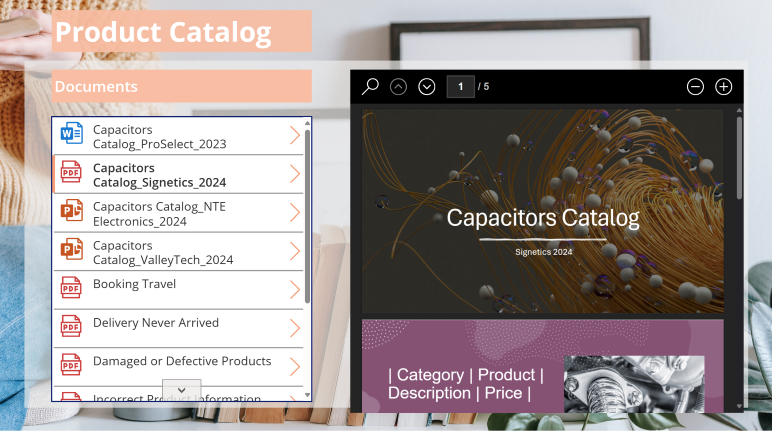 Product Catalog
Documents
Capacitors
Catalog_ProSelect_2023
Capacitors
Catalog_Signetics_2024
Capacitors Catalog_NTE
Electronics_2024
Capacitors
Catalog_ValleyTech_2024
Booking Travel
Delivery Never Arrived
Damaged or Defective Products
Incorrect Product Information
W
PDF
P
P
PDF
PDF
PDF
PDF
1 / 5
Capacitors Catalog
Signetics 2024
| Category | Product |
Description | Price |